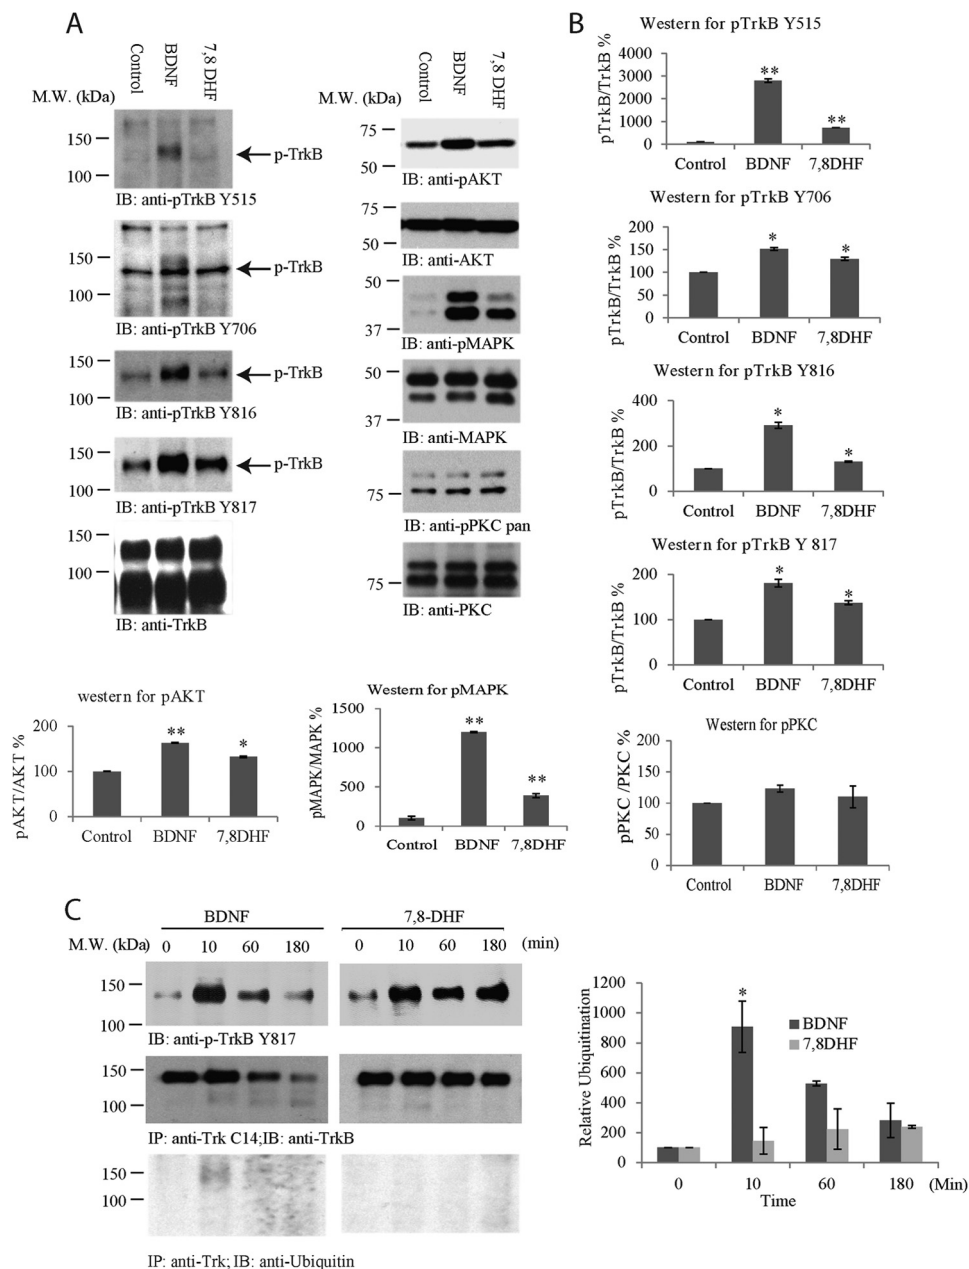 A
Control
BDNF
7,8 DHF
M.W. (kDa)
150
100
p-TrkB
IB: anti-pTrkB Y515
150
100
p-TrkB
IB: anti-pTrkB Y706
150
100
p-TrkB
IB: anti-pTrkB Y816
150
100
p-TrkB
IB: anti-pTrkB Y817
150
100
IB: anti-TrkB
Control
BDNF
7,8 DHF
M.W. (kDa)
75
50
IB: anti-pAKT
75
50
IB: anti-AKT
50
37
IB: anti-pMAPK
50
37
IB: anti-MAPK
75
IB: anti-pPKC pan
75
IB: anti-PKC
western for pAKT
pAKT/AKT %
200
100
0
**
*
Control BDNF 7,8DHF
Western for pMAPK
pMAPK/MAPK %
1500
1000
500
0
**
**
Control BDNF 7,8DHF
B
Western for pTrkB Y515
pTrkB/TrkB %
4000
3000
2000
1000
0
**
**
Control BDNF 7,8DHF
Western for pTrkB Y706
pTrkB/TrkB %
200
150
100
50
0
*
*
Control BDNF 7,8DHF
Western for pTrkB Y816
pTrkB/TrkB %
400
200
0
*
*
Control BDNF 7,8DHF
Western for pTrkB Y 817
pTrkB/TrkB %
200
100
0
*
*
Control BDNF 7,8DHF
Western for pPKC
pPKC /PKC %
200
150
100
50
0
Control BDNF 7,8DHF
C
BDNF 7,8-DHF
M.W. (kDa) 0 10 60 180 0 10 60 180 (min)
150
100
IB: anti-p-TrkB Y817
150
100
IP: anti-Trk C14;IB: anti-TrkB
150
100
IP: anti-Trk; IB: anti-Ubiquitin
Relative Ubiquitination
1200
1000
800
600
400
200
0
*
BDNF
7,8DHF
0 10 60 180 (Min)
Time